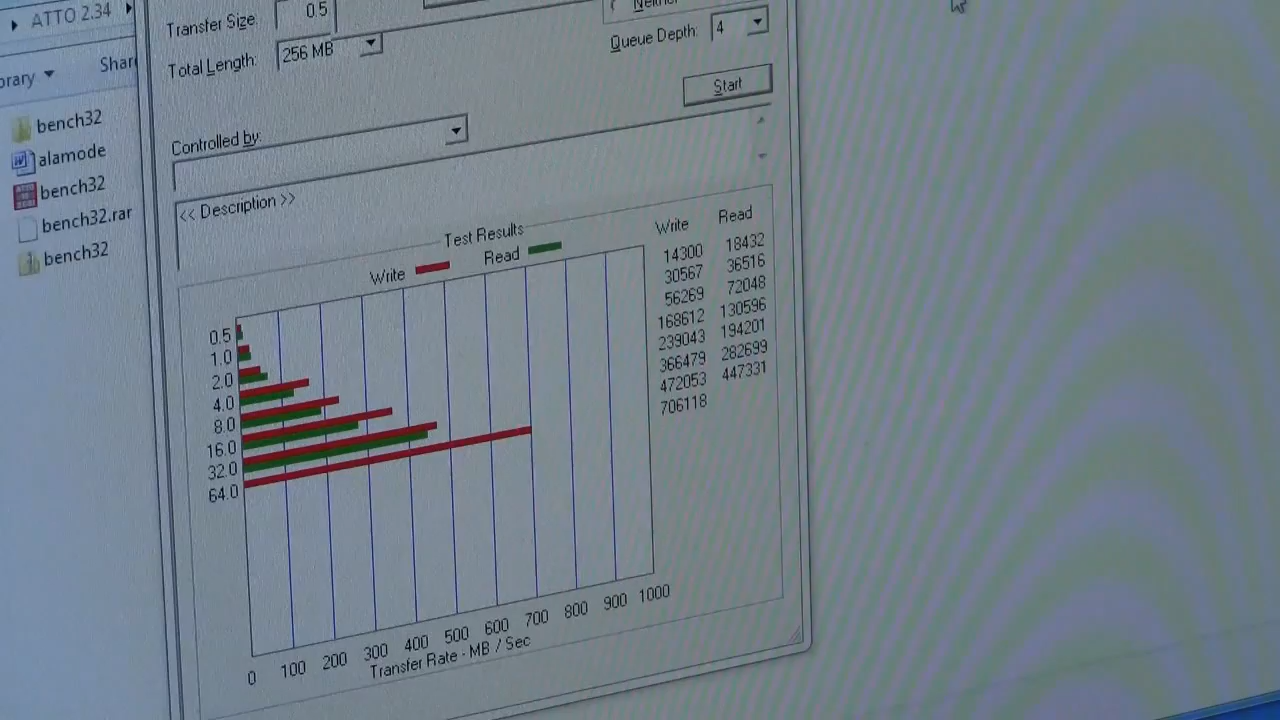 ATTO 2.34
Transfer Size: 0.5
Neither
Total Length: 256 MB
Queue Depth: 4
Start
Controlled by:
<< Description >>
bench32
alamode
bench32
bench32.rar
bench32
Test Results
Write Read
Write Read
14300 18432
30567 36516
56269 72048
168612 130596
239043 194201
366479 282699
472053 447331
706118
0.5
1.0
2.0
4.0
8.0
16.0
32.0
64.0
0 100 200 300 400 500 600 700 800 900 1000
Transfer Rate - MB / Sec